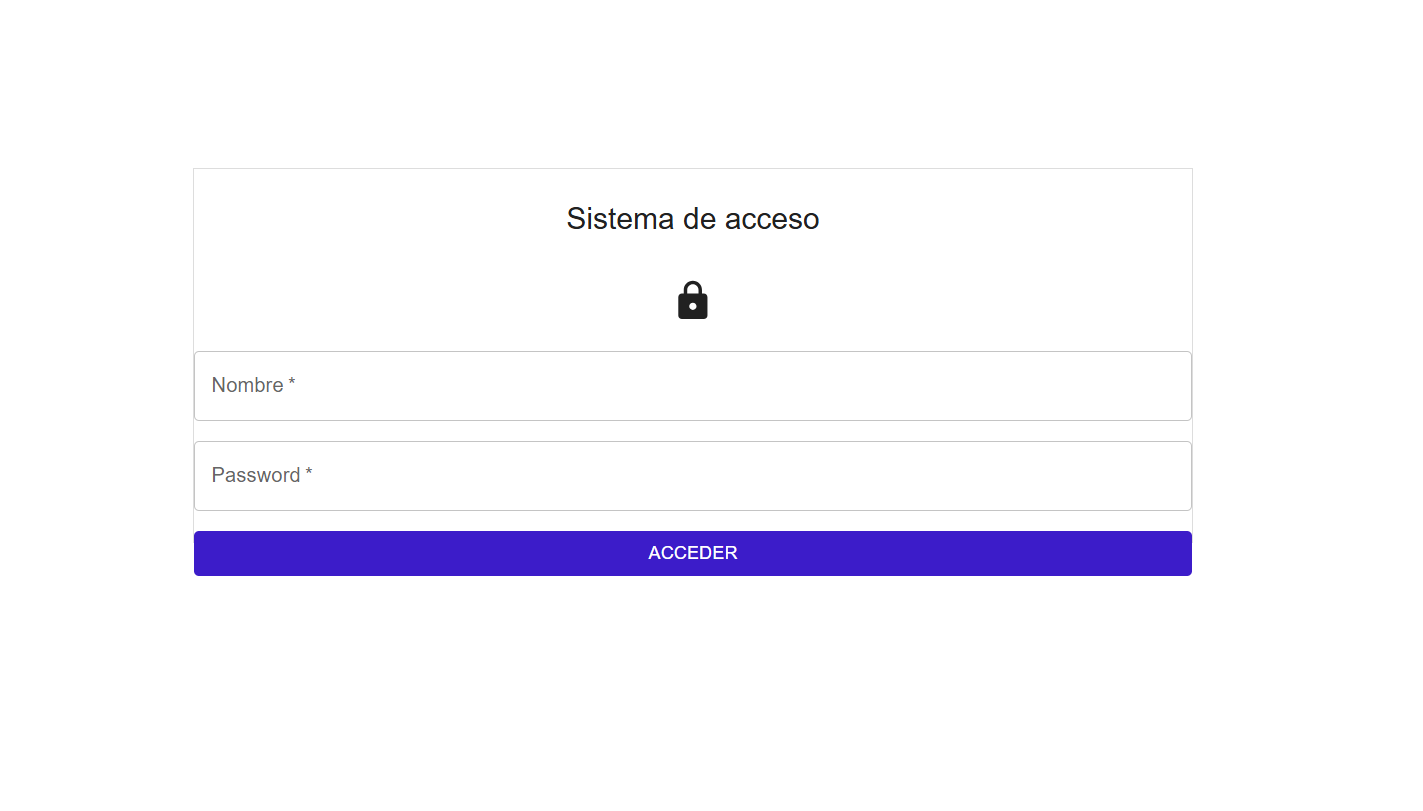 Sistema de acceso
Nombre *
Password *
ACCEDER